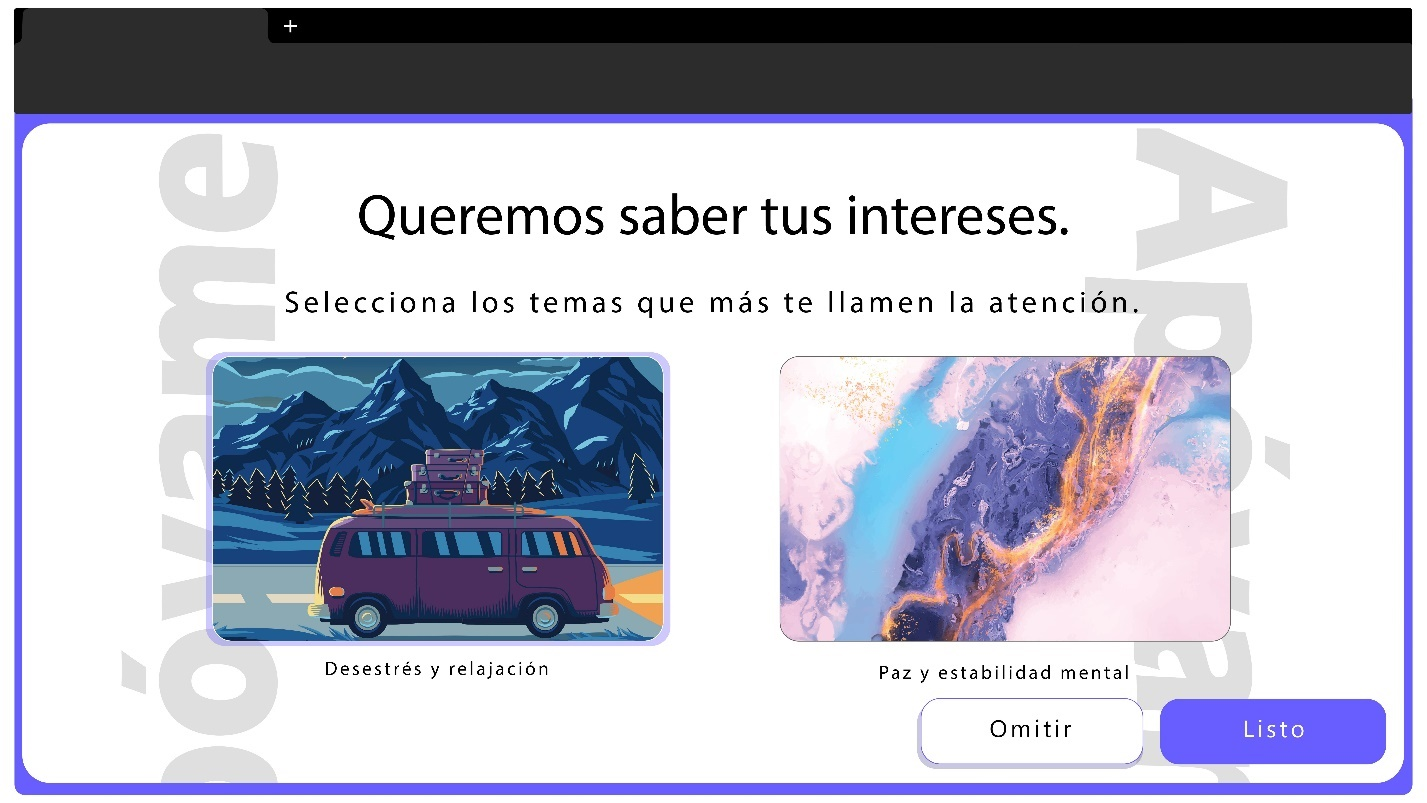 +
Queremos saber tus intereses.
Selecciona los temas que más te llamen la atención.
Desestrés y relajación
Paz y estabilidad mental
Omitir
Listo